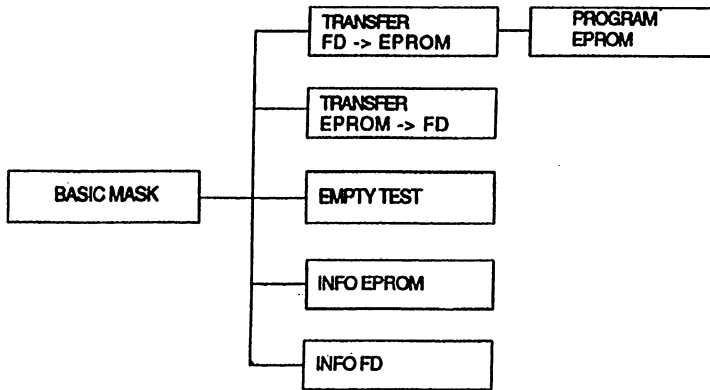 TRANSFER
FD -> EPROM
PROGRAM
EPROM
TRANSFER
EPROM -> FD
BASIC MASK
EMPTY TEST
INFO EPROM
INFO FD